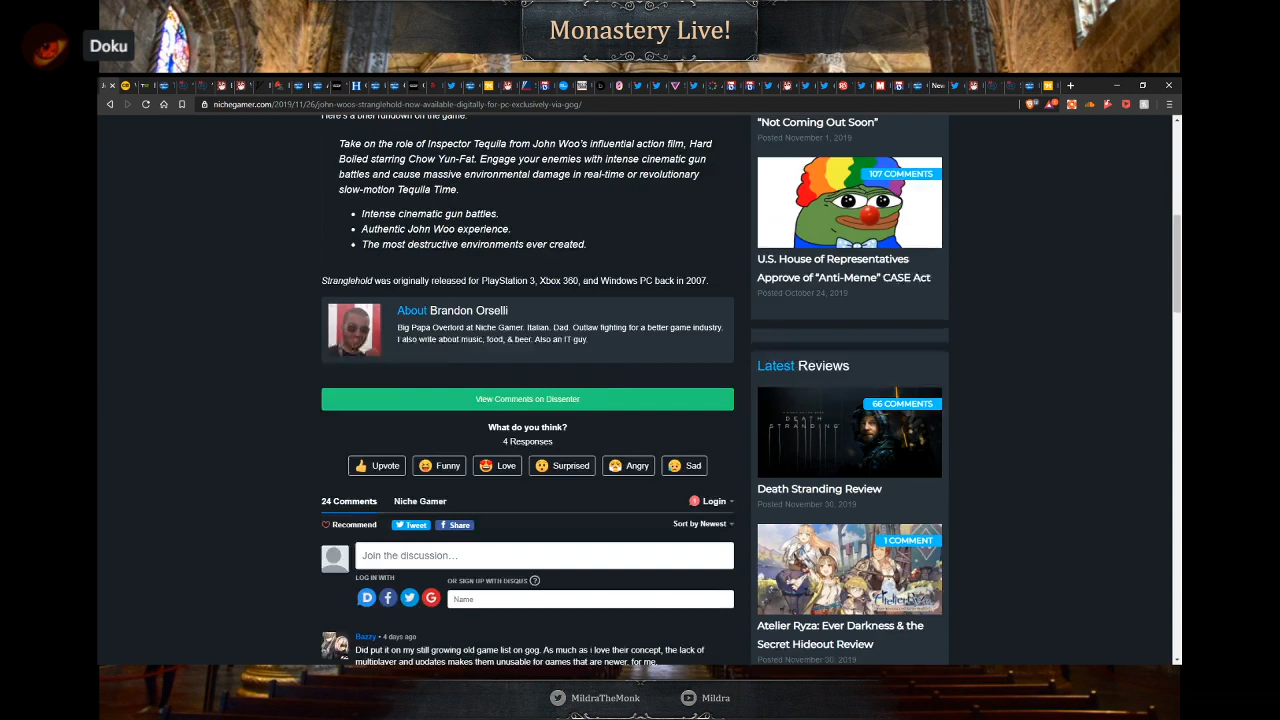 Monastery Live!
Doku
New
nichegamer.com/2019/11/26/john-woos-stranglehold-now-available-digitally-for-pc-exclusively-via-gog/
Here's a brief rundown on the game:
Take on the role of Inspector Tequila from John Woo's influential action film, Hard
Boiled starring Chow Yun-Fat. Engage your enemies with intense cinematic gun
battles and cause massive environmental damage in real-time or revolutionary
slow-motion Tequila Time.
• Intense cinematic gun battles.
• Authentic John Woo experience.
• The most destructive environments ever created.
Stranglehold was originally released for PlayStation 3, Xbox 360, and Windows PC back in 2007.
About Brandon Orselli
Big Papa Overlord at Niche Gamer. Italian. Dad. Outlaw fighting for a better game industry.
I also write about music, food, & beer. Also an IT guy.
View Comments on Dissenter
What do you think?
4 Responses
Upvote
Funny
Love
Surprised
Angry
Sad
24 Comments
Niche Gamer
1
Login
Recommend
Tweet
Share
Sort by Newest
Join the discussion...
LOG IN WITH
OR SIGN UP WITH DISQUS ?
Name
Bazzy • 4 days ago
Did put it on my still growing old game list on gog. As much as i love their concept, the lack of
multiplayer and updates makes them unusable for games that are newer, for me.
"Not Coming Out Soon"
Posted November 1, 2019
107 COMMENTS
U.S. House of Representatives
Approve of "Anti-Meme" CASE Act
Posted October 24, 2019
Latest Reviews
66 COMMENTS
DEATH
STRANDING
Death Stranding Review
Posted November 30, 2019
1 COMMENT
Atelier Ryza: Ever Darkness & the
Secret Hideout Review
Posted November 30, 2019
MildraTheMonk
Mildra